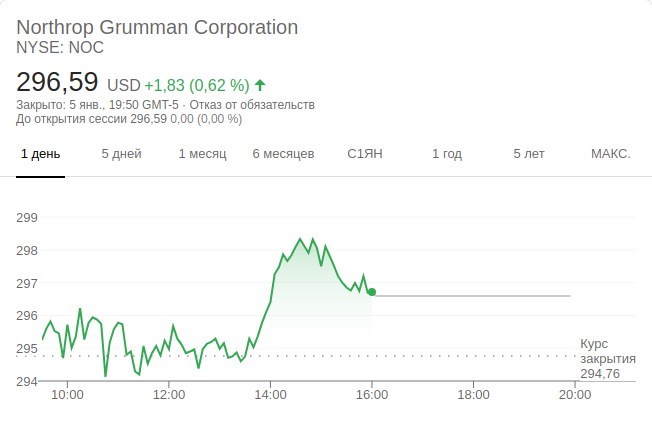 Northrop Grumman Corporation
NYSE: NOC
296,59 USD +1,83 (0,62 %)
Закрыто: 5 янв., 19:50 GMT-5 · Отказ от обязательств
До открытия сессии 296,59 0,00 (0,00 %)
1 день 5 дней 1 месяц 6 месяцев С1ЯН 1 год 5 лет МАКС.
299
298
297
296
295
294
Курс
закрытия
294,76
10:00 12:00 14:00 16:00 18:00 20:00